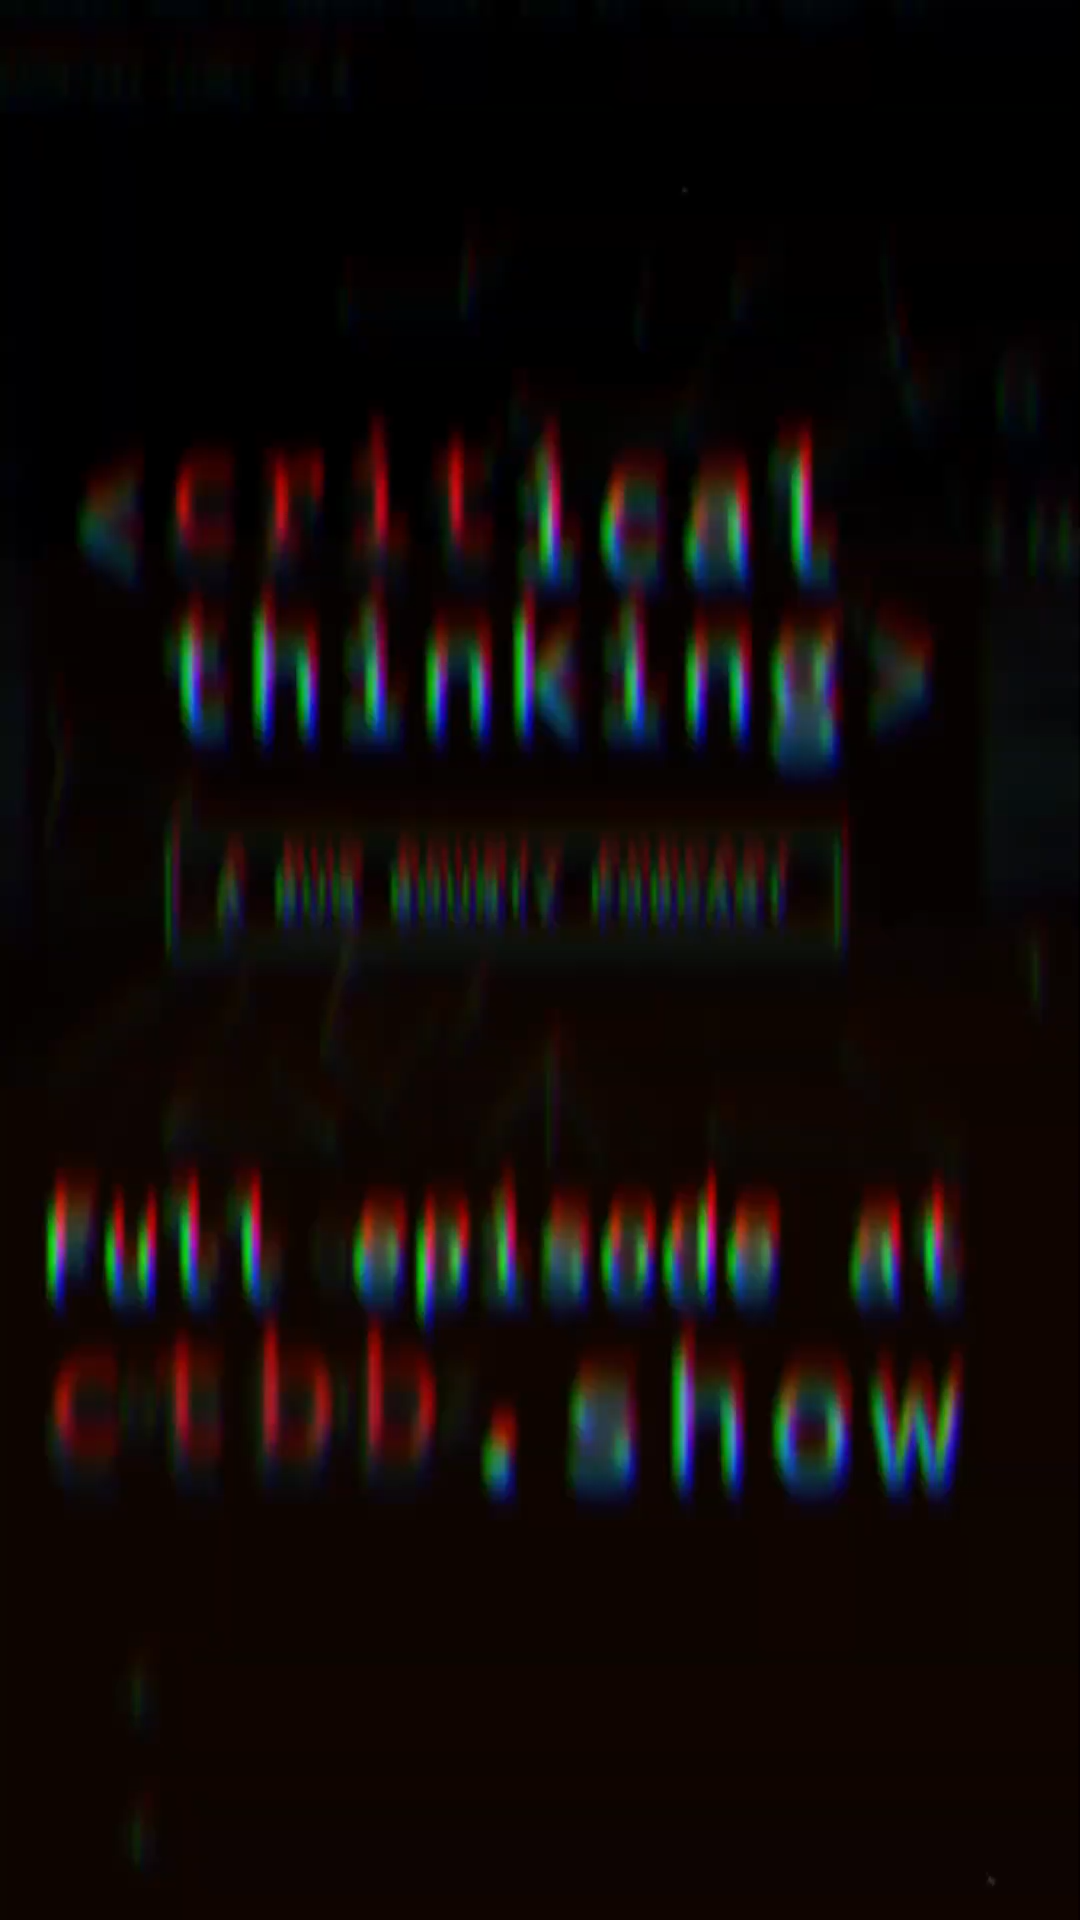 <critical
thinking>
full episode at
ctbb.show